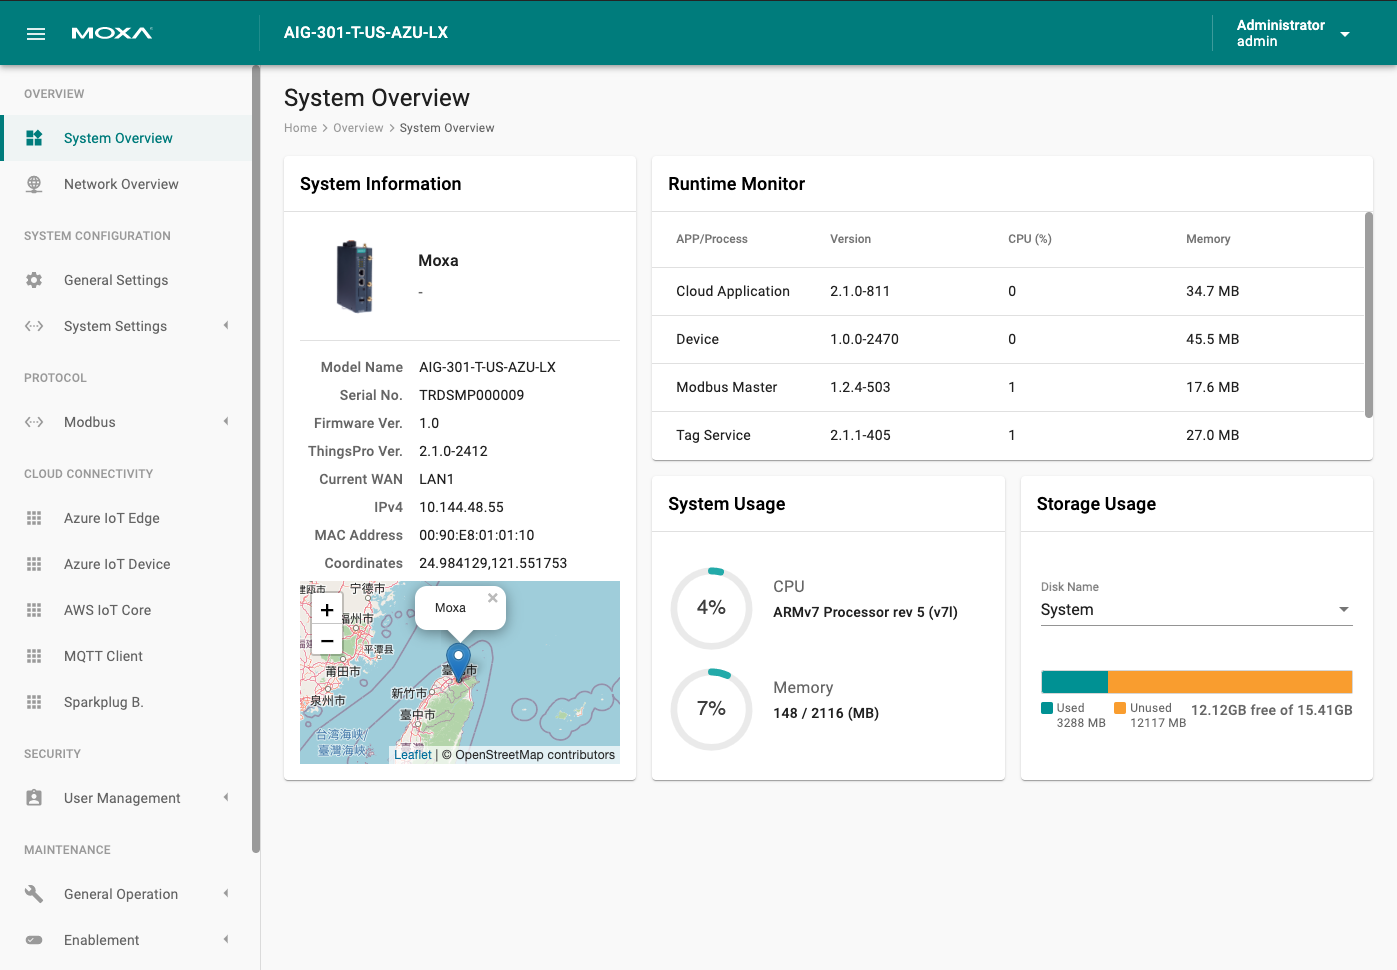 MOXA
AIG-301-T-US-AZU-LX
Administrator
admin
OVERVIEW
System Overview
Network Overview
SYSTEM CONFIGURATION
General Settings
System Settings
PROTOCOL
Modbus
CLOUD CONNECTIVITY
Azure IoT Edge
Azure IoT Device
AWS IoT Core
MQTT Client
Sparkplug B.
SECURITY
User Management
MAINTENANCE
General Operation
Enablement
System Overview
Home > Overview > System Overview
System Information
Moxa
-
Model Name AIG-301-T-US-AZU-LX
Serial No. TRDSMP000009
Firmware Ver. 1.0
ThingsPro Ver. 2.1.0-2412
Current WAN LAN1
IPv4 10.144.48.55
MAC Address 00:90:E8:01:01:10
Coordinates 24.984129,121.551753
建瓯市
宁德市
+
−
Moxa
×
福州市
平潭县
莆田市
泉州市
新竹市
臺中市
台湾海峡/
臺灣海峽
Leaflet | © OpenStreetMap contributors
Runtime Monitor
APP/Process Version CPU (%) Memory
Cloud Application 2.1.0-811 0 34.7 MB
Device 1.0.0-2470 0 45.5 MB
Modbus Master 1.2.4-503 1 17.6 MB
Tag Service 2.1.1-405 1 27.0 MB
System Usage
4%
CPU
ARMv7 Processor rev 5 (v7l)
7%
Memory
148 / 2116 (MB)
Storage Usage
Disk Name
System
Used
3288 MB
Unused
12117 MB
12.12GB free of 15.41GB